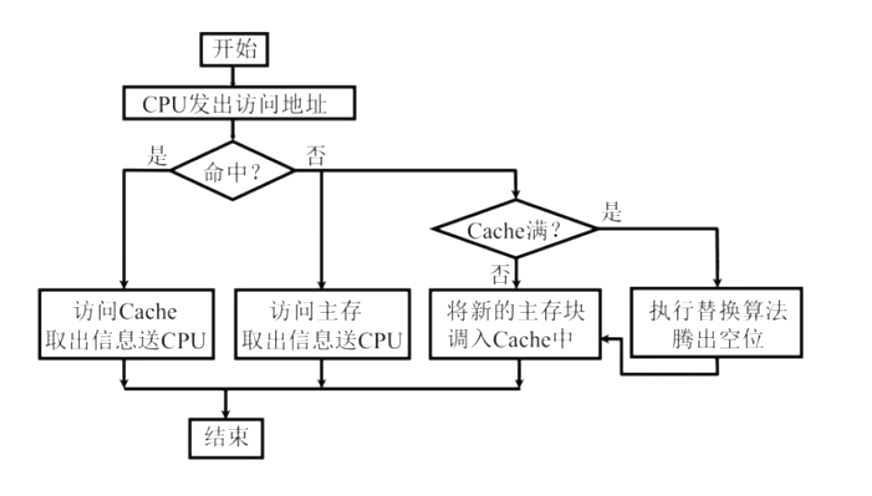 开始
CPU发出访问地址
是
命中？
否
Cache满？
是
否
访问Cache
取出信息送CPU
访问主存
取出信息送CPU
将新的主存块
调入Cache中
执行替换算法
腾出空位
结束